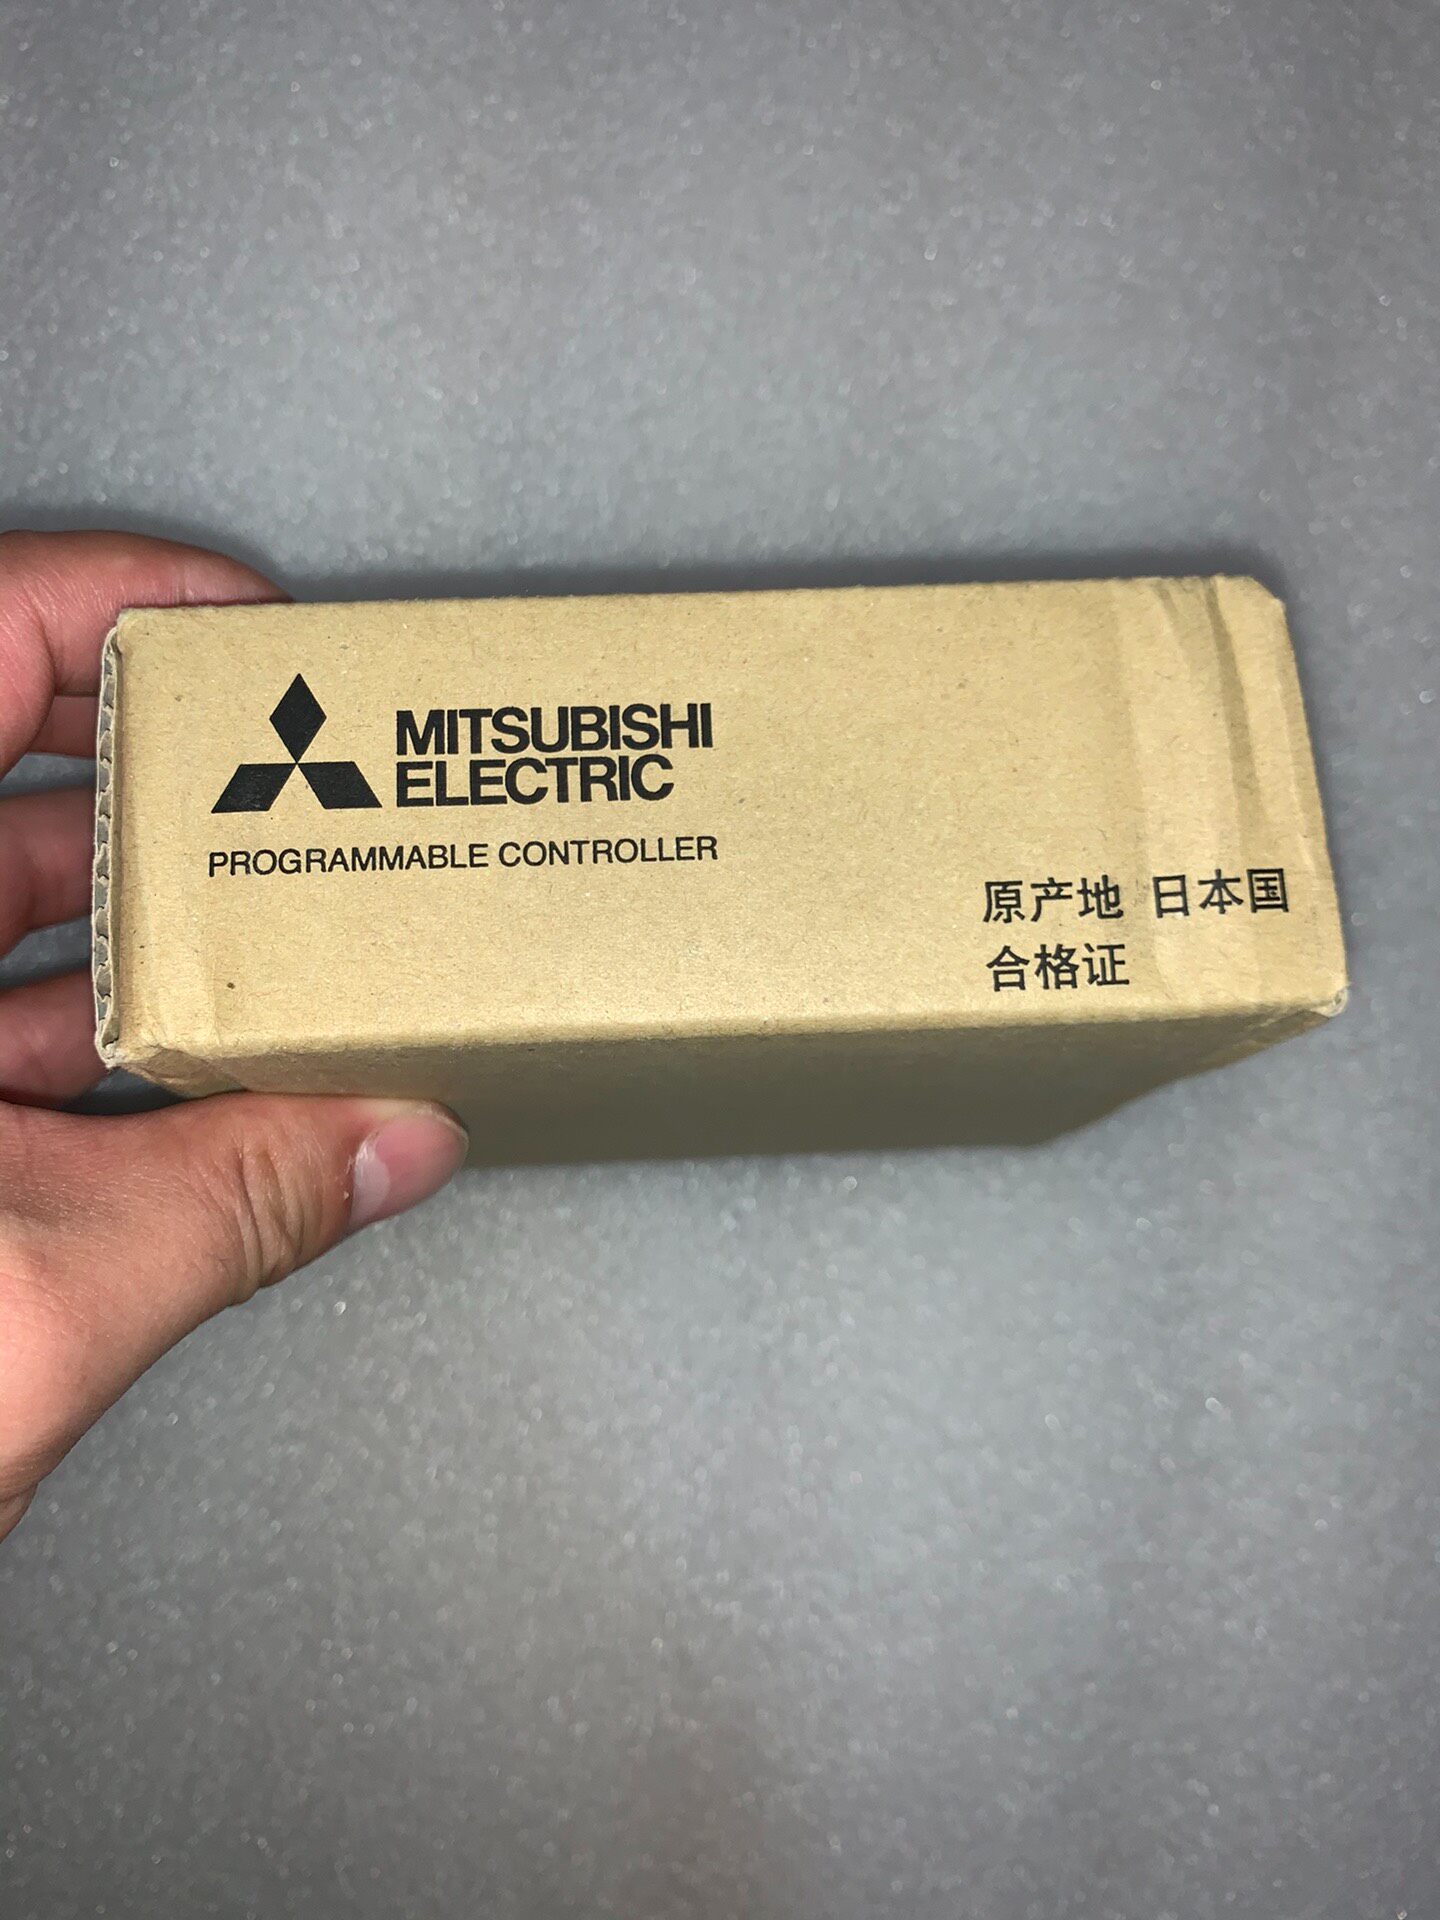 MITSUBISHI
ELECTRIC
PROGRAMMABLE CONTROLLER
原产地 日本国
合格证